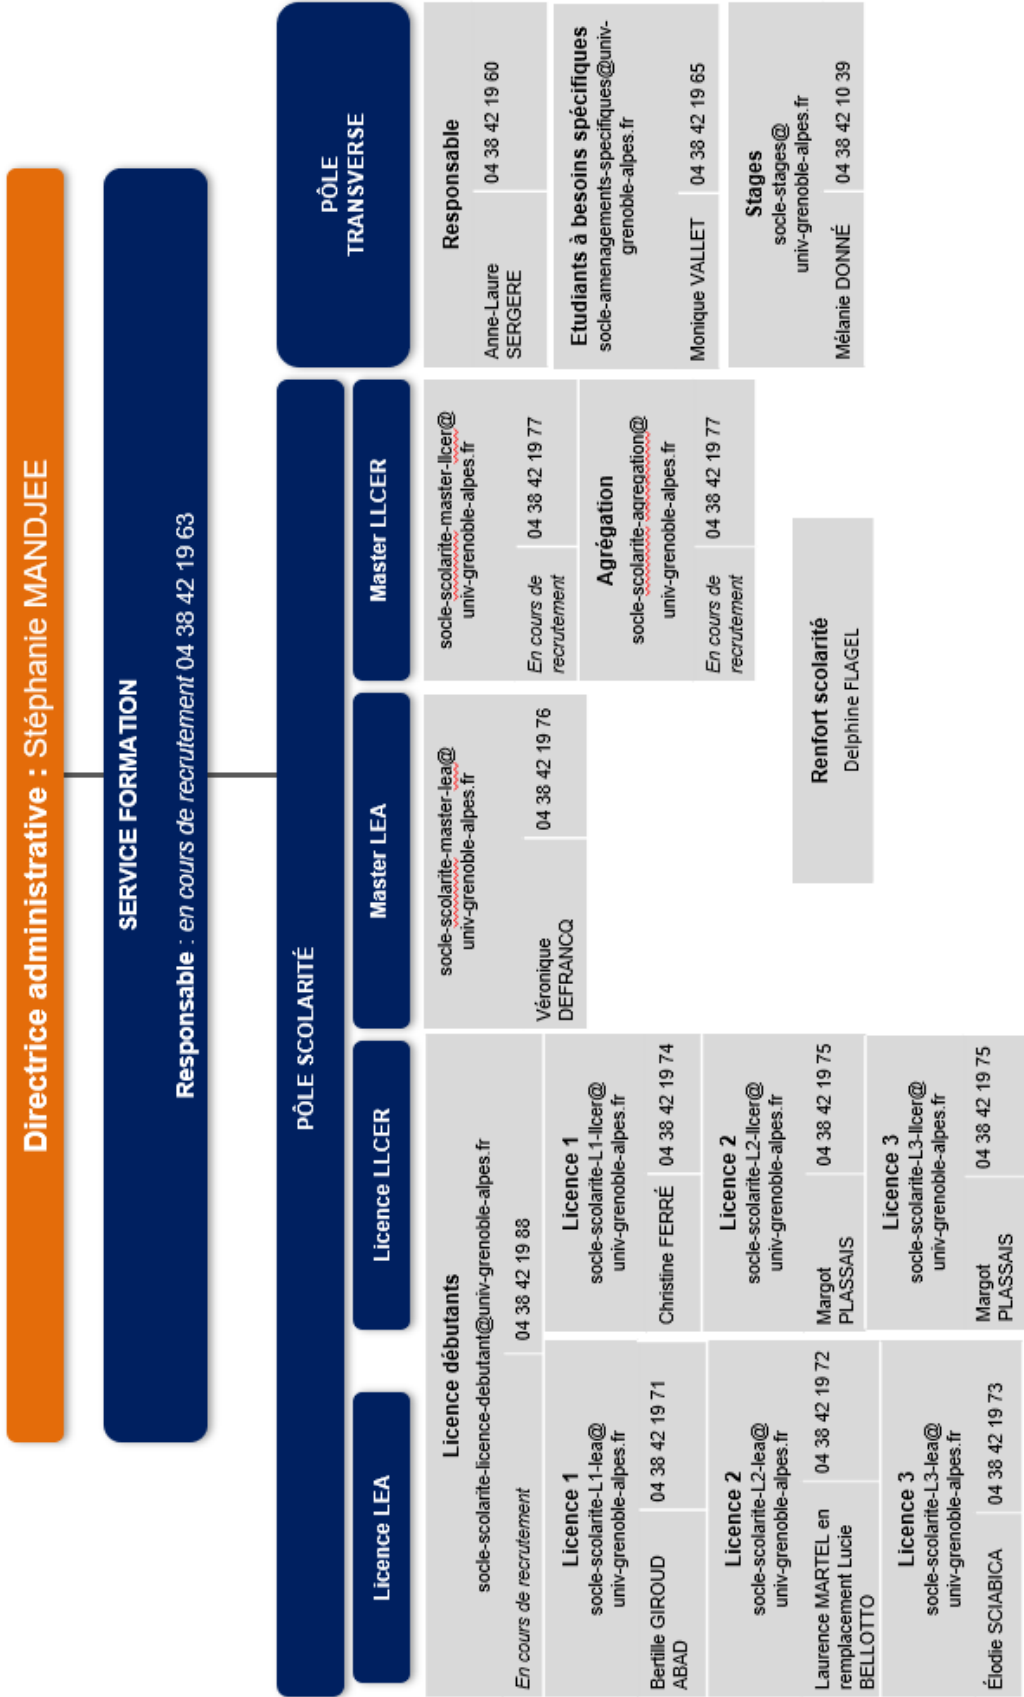 Directrice administrative : Stéphanie MANDJEE
SERVICE FORMATION
Responsable : en cours de recrutement 04 38 42 19 63
PÔLE SCOLARITÉ
PÔLE
TRANSVERSE
Licence LEA
Licence LLCER
Master LEA
Master LLCER
Licence débutants
socle-scolarite-licence-debutant@univ-grenoble-alpes.fr
En cours de recrutement
04 38 42 19 88
Licence 1
socle-scolarite-L1-lea@
univ-grenoble-alpes.fr
Bertille GIROUD
ABAD
04 38 42 19 71
Licence 2
socle-scolarite-L2-lea@
univ-grenoble-alpes.fr
Laurence MARTEL en
remplacement Lucie
BELLOTTO
04 38 42 19 72
Licence 3
socle-scolarite-L3-lea@
univ-grenoble-alpes.fr
Élodie SCIABICA
04 38 42 19 73
Licence 1
socle-scolarite-L1-llcer@
univ-grenoble-alpes.fr
Christine FERRÉ
04 38 42 19 74
Licence 2
socle-scolarite-L2-llcer@
univ-grenoble-alpes.fr
Margot
PLASSAIS
04 38 42 19 75
Licence 3
socle-scolarite-L3-llcer@
univ-grenoble-alpes.fr
Margot
PLASSAIS
04 38 42 19 75
socle-scolarite-master-lea@
univ-grenoble-alpes.fr
Véronique
DEFRANCQ
04 38 42 19 76
socle-scolarite-master-llcer@
univ-grenoble-alpes.fr
En cours de
recrutement
04 38 42 19 77
Agrégation
socle-scolarite-agregation@
univ-grenoble-alpes.fr
En cours de
recrutement
04 38 42 19 77
Renfort scolarité
Delphine FLAGEL
Responsable
Anne-Laure
SERGERE
04 38 42 19 60
Etudiants à besoins spécifiques
socle-amenagements-specifiques@univ-
grenoble-alpes.fr
Monique VALLET
04 38 42 19 65
Stages
socle-stages@
univ-grenoble-alpes.fr
Mélanie DONNÉ
04 38 42 10 39